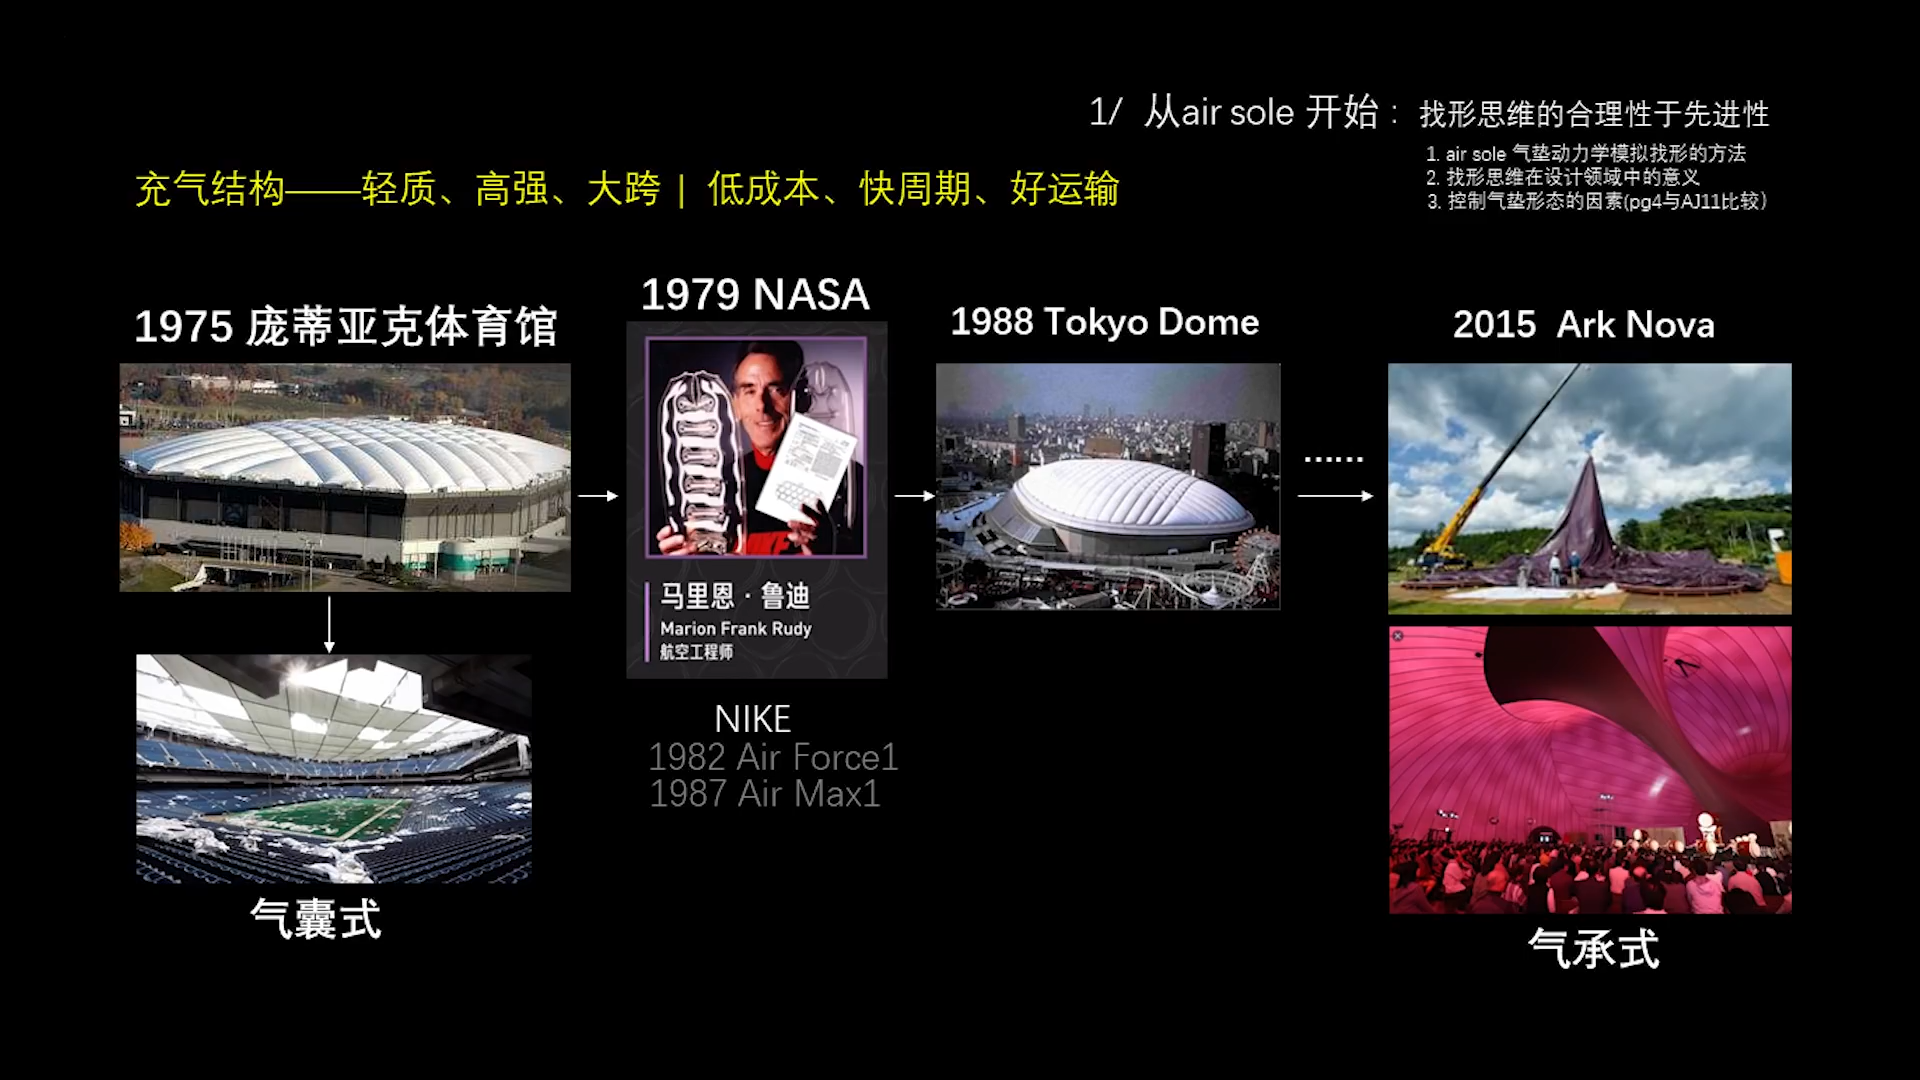 1/ 从air sole 开始： 找形思维的合理性于先进性
1. air sole 气垫动力学模拟找形的方法
2. 找形思维在设计领域中的意义
3. 控制气垫形态的因素(pg4与AJ11比较）
充气结构——轻质、高强、大跨 | 低成本、快周期、好运输
1975 庞蒂亚克体育馆
1979 NASA
1988 Tokyo Dome
2015 Ark Nova
......
马里恩·鲁迪
Marion Frank Rudy
航空工程师
NIKE
1982 Air Force1
1987 Air Max1
气囊式
气承式